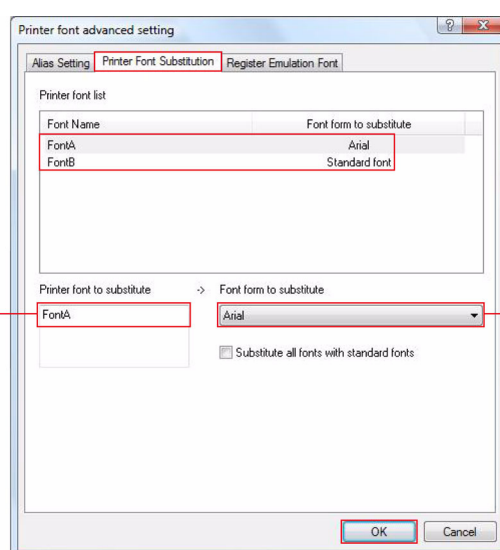 Printer font advanced setting
Alias Setting Printer Font Substitution Register Emulation Font
Printer font list
Font Name Font form to substitute
FontA Arial
FontB Standard font
Printer font to substitute -> Font form to substitute
FontA Arial
Substitute all fonts with standard fonts
OK Cancel